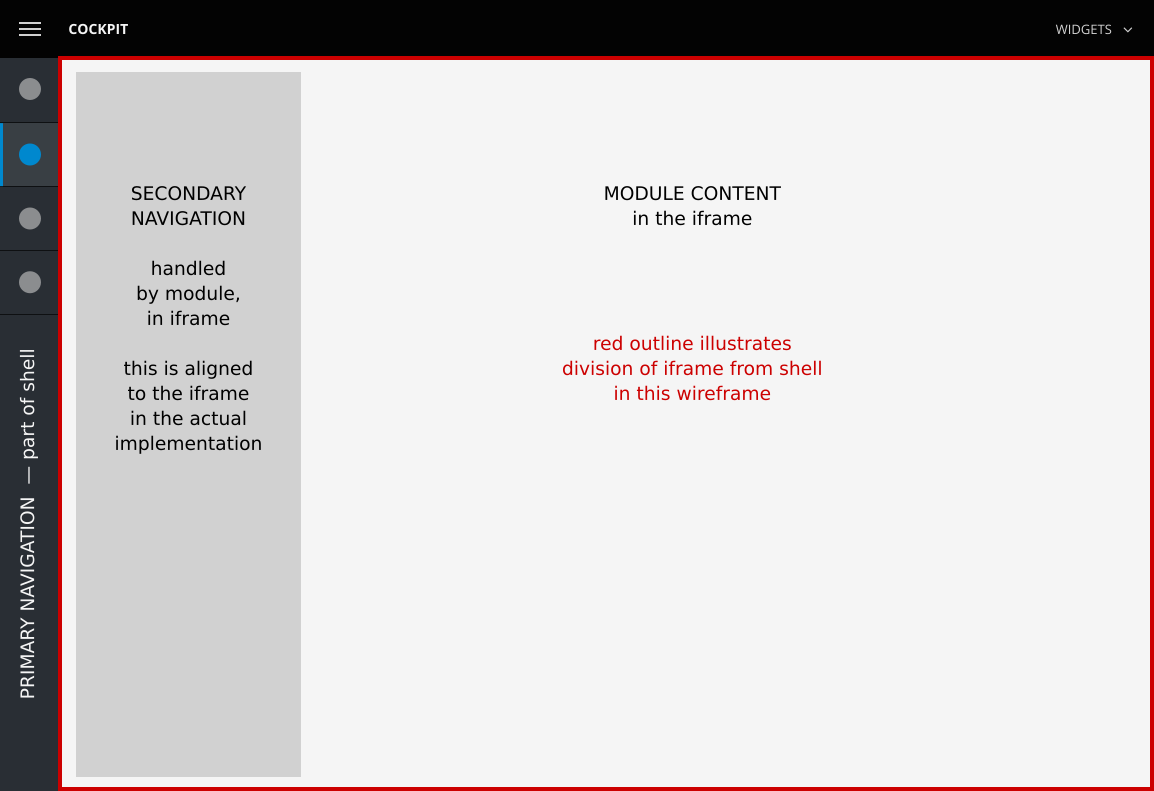 COCKPIT
WIDGETS
SECONDARY
NAVIGATION
handled
by module,
in iframe
this is aligned
to the iframe
in the actual
implementation
MODULE CONTENT
in the iframe
red outline illustrates
division of iframe from shell
in this wireframe
PRIMARY NAVIGATION — part of shell